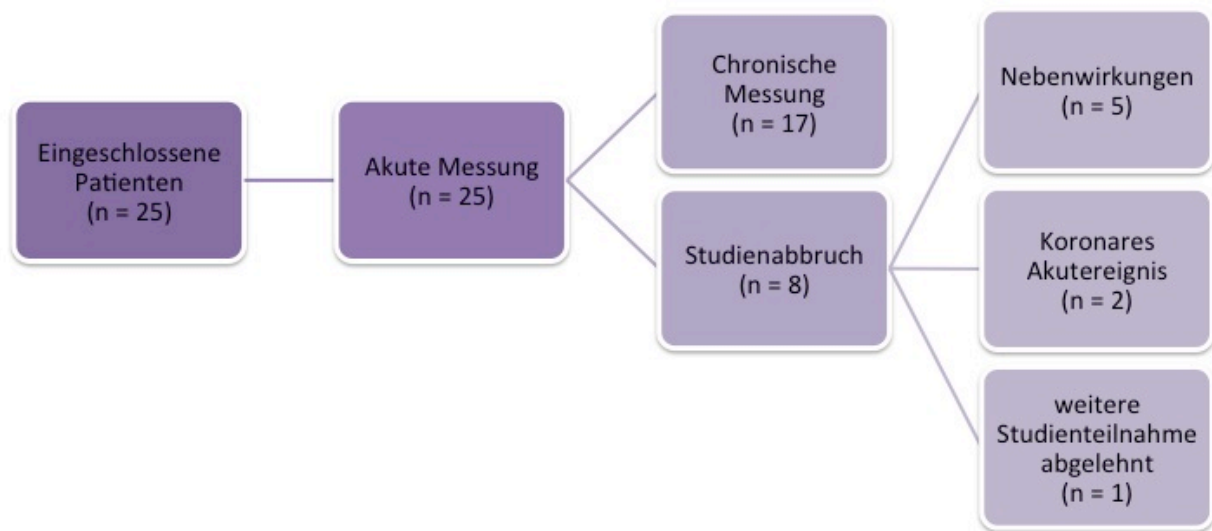 Eingeschlossene
Patienten
(n = 25)
Akute Messung
(n = 25)
Chronische
Messung
(n = 17)
Studienabbruch
(n = 8)
Nebenwirkungen
(n = 5)
Koronares
Akutereignis
(n = 2)
weitere
Studienteilnahme
abgelehnt
(n = 1)